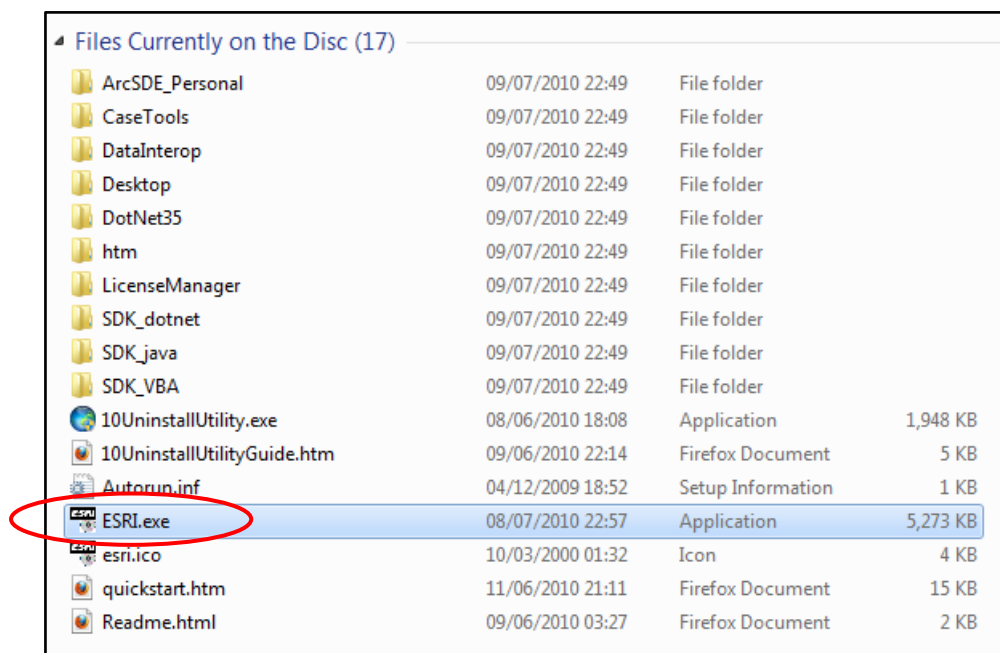 Files Currently on the Disc (17)
ArcSDE_Personal 09/07/2010 22:49 File folder
CaseTools 09/07/2010 22:49 File folder
DataInterop 09/07/2010 22:49 File folder
Desktop 09/07/2010 22:49 File folder
DotNet35 09/07/2010 22:49 File folder
htm 09/07/2010 22:49 File folder
LicenseManager 09/07/2010 22:49 File folder
SDK_dotnet 09/07/2010 22:49 File folder
SDK_java 09/07/2010 22:49 File folder
SDK_VBA 09/07/2010 22:49 File folder
10UninstallUtility.exe 08/06/2010 18:08 Application 1,948 KB
10UninstallUtilityGuide.htm 09/06/2010 22:14 Firefox Document 5 KB
Autorun.inf 04/12/2009 18:52 Setup Information 1 KB
ESRI.exe 08/07/2010 22:57 Application 5,273 KB
esri.ico 10/03/2000 01:32 Icon 4 KB
quickstart.htm 11/06/2010 21:11 Firefox Document 15 KB
Readme.html 09/06/2010 03:27 Firefox Document 2 KB